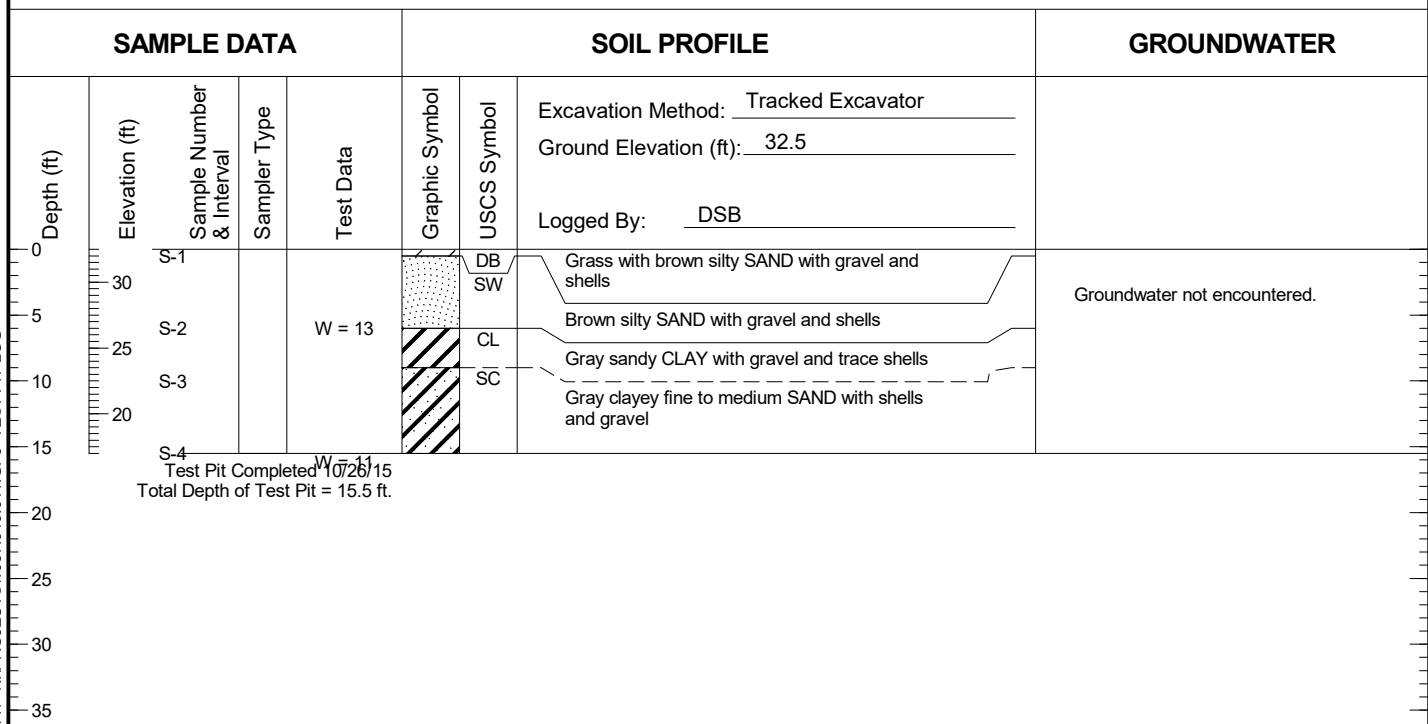 SAMPLE DATA
SOIL PROFILE
GROUNDWATER
Depth (ft)
Elevation (ft)
Sample Number
& Interval
Sampler Type
Test Data
Graphic Symbol
USCS Symbol
Excavation Method: Tracked Excavator
Ground Elevation (ft): 32.5
Logged By: DSB
0
S-1
DB
Grass with brown silty SAND with gravel and
shells
30
SW
Groundwater not encountered.
5
S-2
W = 13
Brown silty SAND with gravel and shells
25
CL
Gray sandy CLAY with gravel and trace shells
10
S-3
SC
Gray clayey fine to medium SAND with shells
and gravel
20
15
S-4
W = 11
Test Pit Completed 10/26/15
Total Depth of Test Pit = 15.5 ft.
20
25
30
35